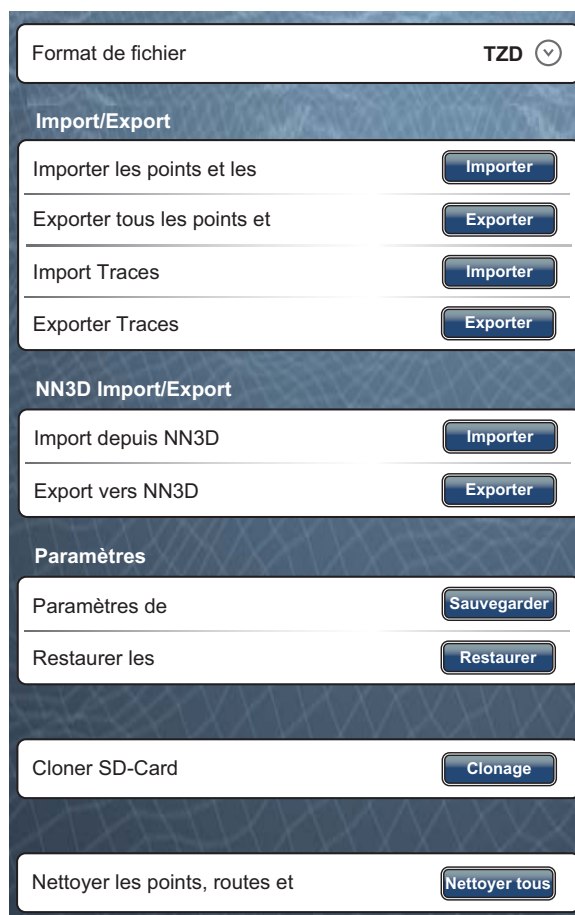 Format de fichier TZD
Import/Export
Importer les points et les Importer
Exporter tous les points et Exporter
Import Traces Importer
Exporter Traces Exporter
NN3D Import/Export
Import depuis NN3D Importer
Export vers NN3D Exporter
Paramètres
Paramètres de Sauvegarder
Restaurer les Restaurer
Cloner SD-Card Clonage
Nettoyer les points, routes et Nettoyer tous